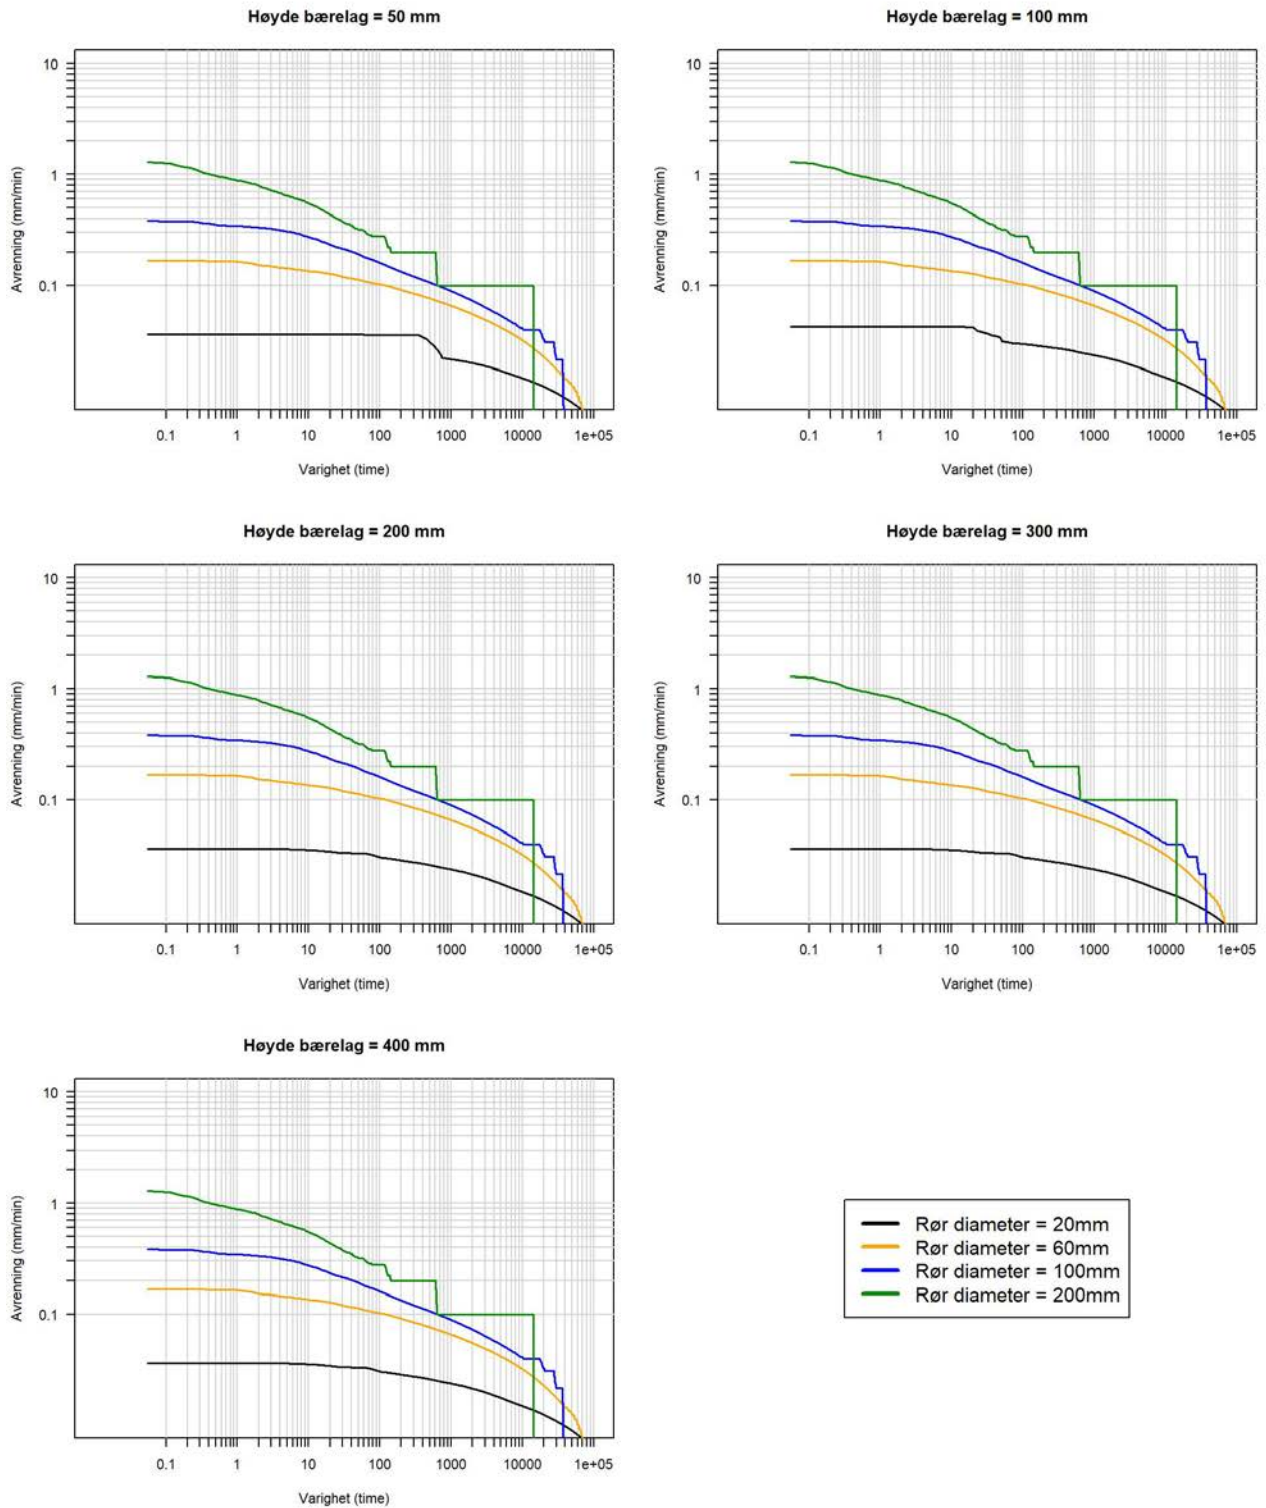 Høyde bærelag = 50 mm
Avrenning (mm/min)
10
1
0.1
0.1 1 10 100 1000 10000 1e+05
Varighet (time)
Høyde bærelag = 100 mm
Avrenning (mm/min)
10
1
0.1
0.1 1 10 100 1000 10000 1e+05
Varighet (time)
Høyde bærelag = 200 mm
Avrenning (mm/min)
10
1
0.1
0.1 1 10 100 1000 10000 1e+05
Varighet (time)
Høyde bærelag = 300 mm
Avrenning (mm/min)
10
1
0.1
0.1 1 10 100 1000 10000 1e+05
Varighet (time)
Høyde bærelag = 400 mm
Avrenning (mm/min)
10
1
0.1
0.1 1 10 100 1000 10000 1e+05
Varighet (time)
Rør diameter = 20mm
Rør diameter = 60mm
Rør diameter = 100mm
Rør diameter = 200mm